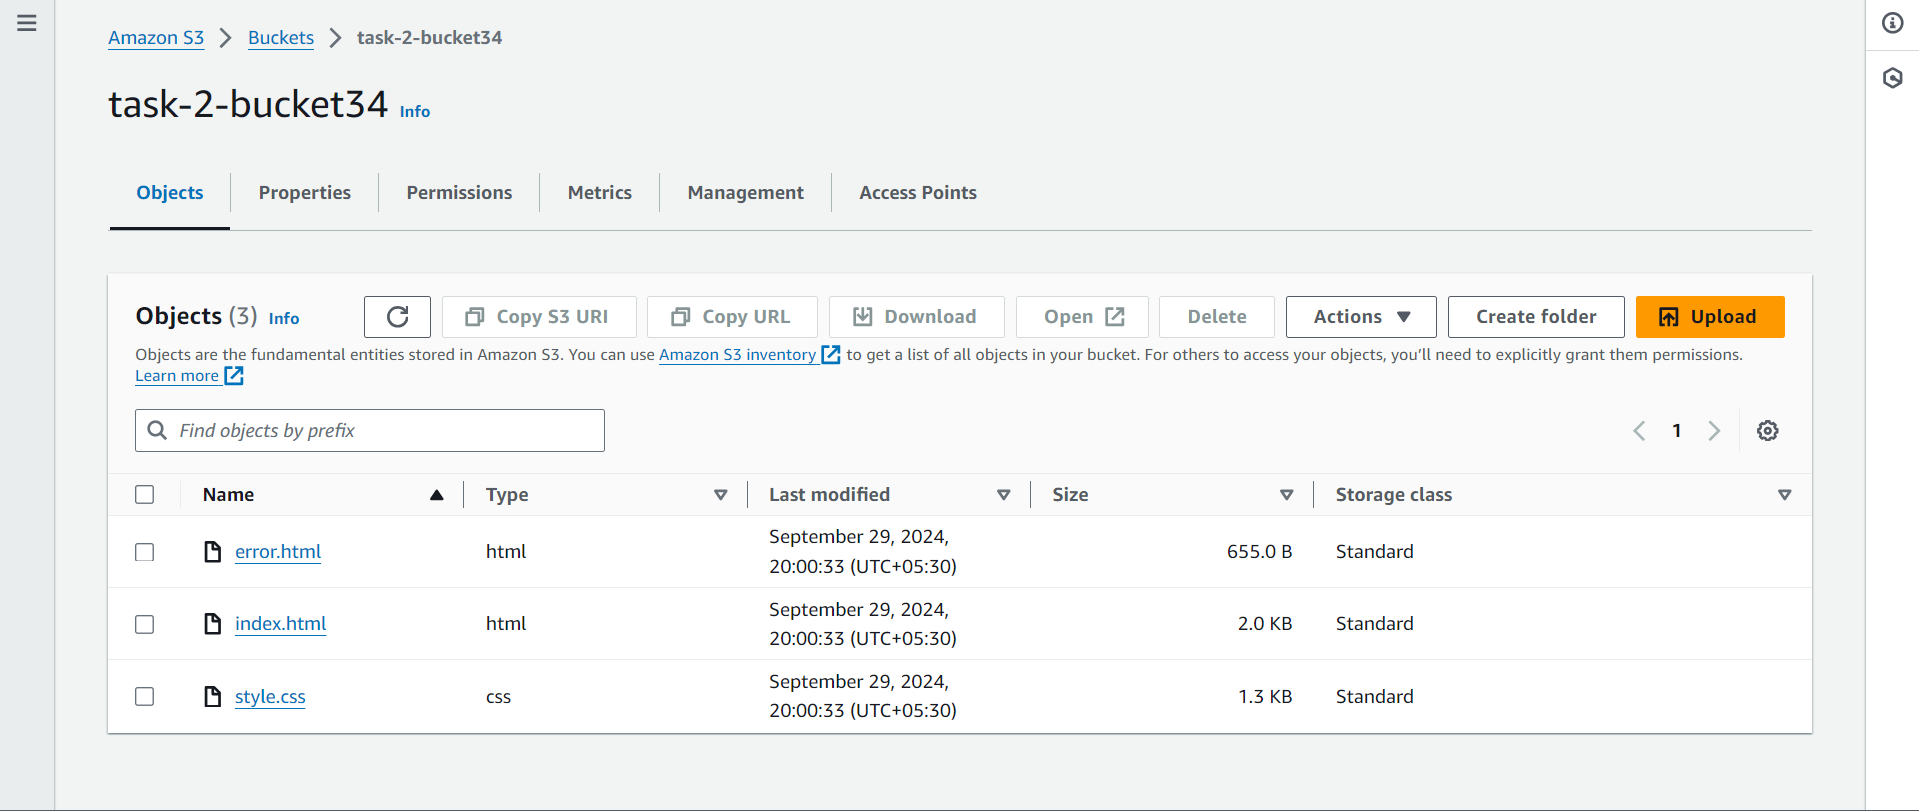 Amazon S3 Buckets task-2-bucket34
task-2-bucket34 Info
Objects Properties Permissions Metrics Management Access Points
Objects (3) Info Copy S3 URI Copy URL Download Open Delete Actions Create folder Upload
Objects are the fundamental entities stored in Amazon S3. You can use Amazon S3 inventory to get a list of all objects in your bucket. For others to access your objects, you’ll need to explicitly grant them permissions.
Learn more
Find objects by prefix 1
Name Type Last modified Size Storage class
error.html html September 29, 2024, 655.0 B Standard
20:00:33 (UTC+05:30)
index.html html September 29, 2024, 2.0 KB Standard
20:00:33 (UTC+05:30)
style.css css September 29, 2024, 1.3 KB Standard
20:00:33 (UTC+05:30)